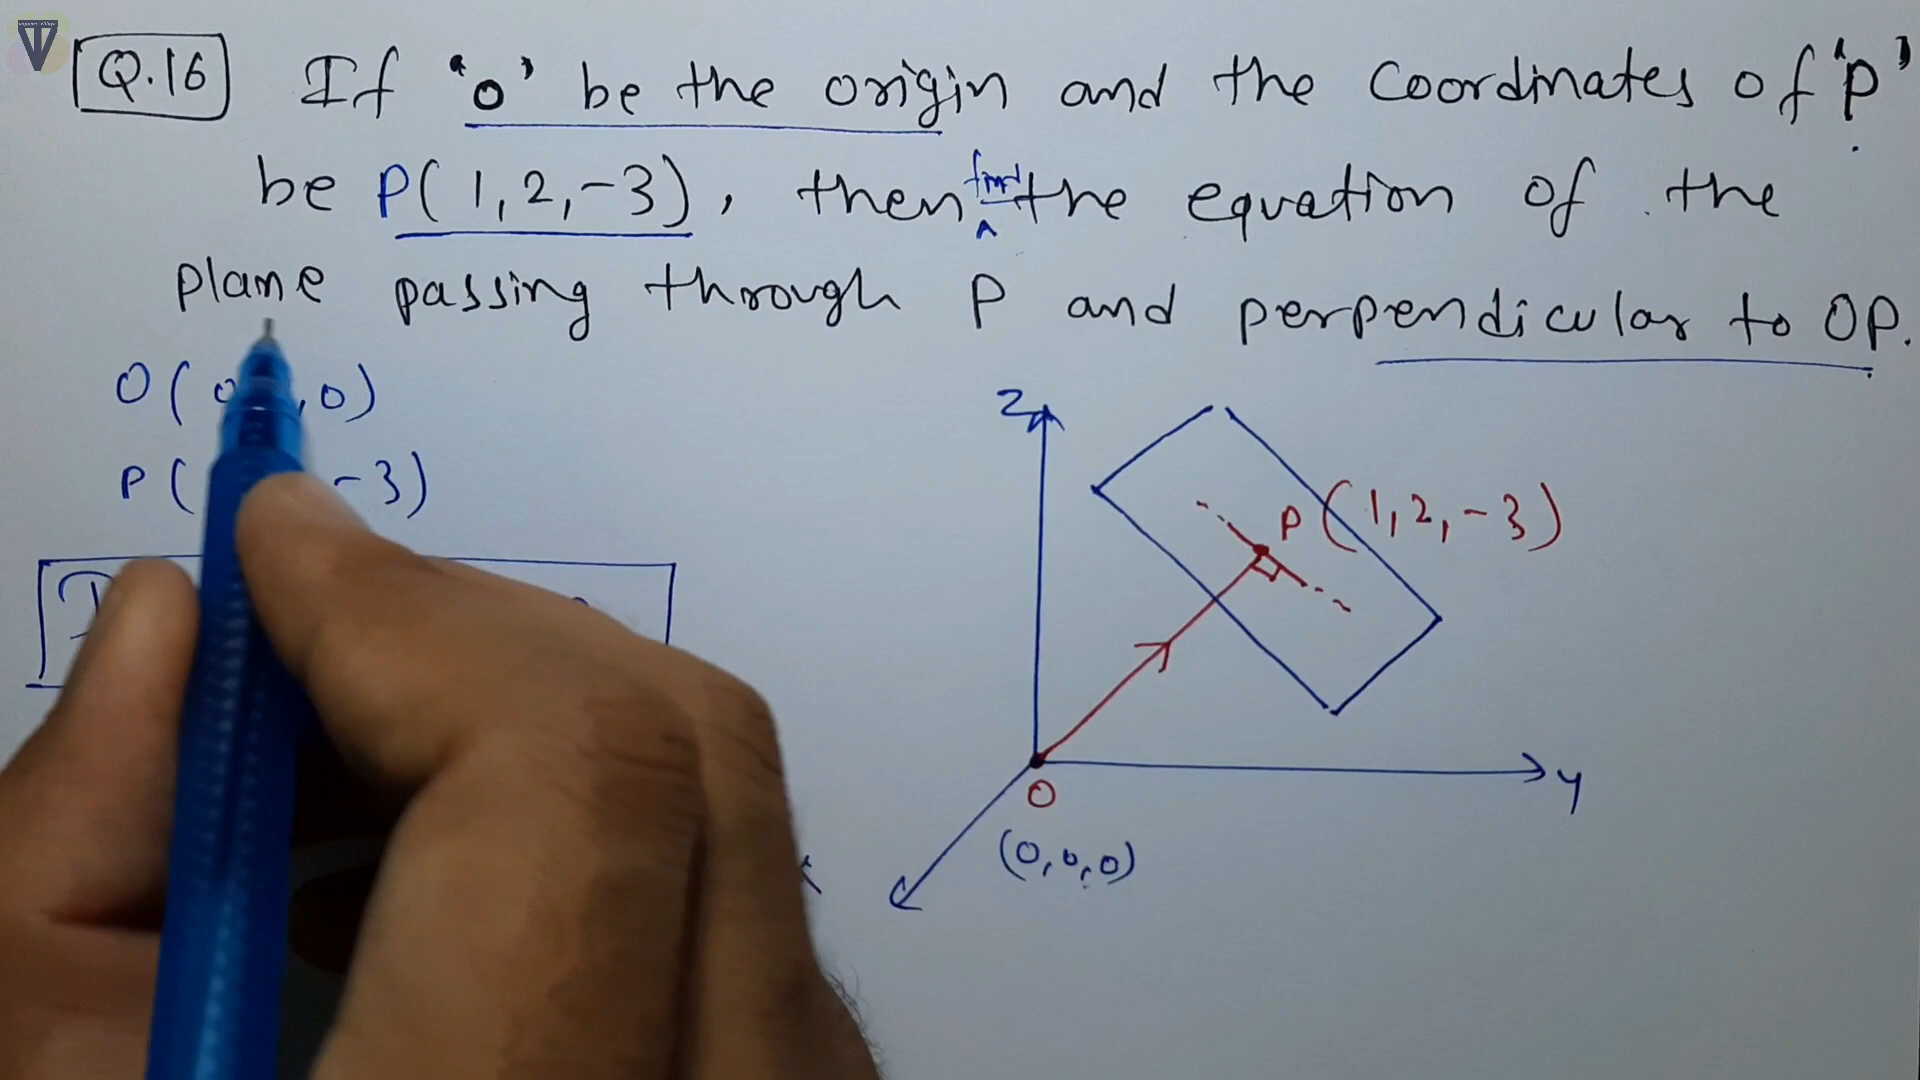 Q.16 If 'o' be the origin and the coordinates of 'P'
be P(1,2,-3), then find the equation of the
plane passing through P and perpendicular to OP.
O( ,0)
P( -3)
Z
P(1,2,-3)
y
O
(0,0,0)